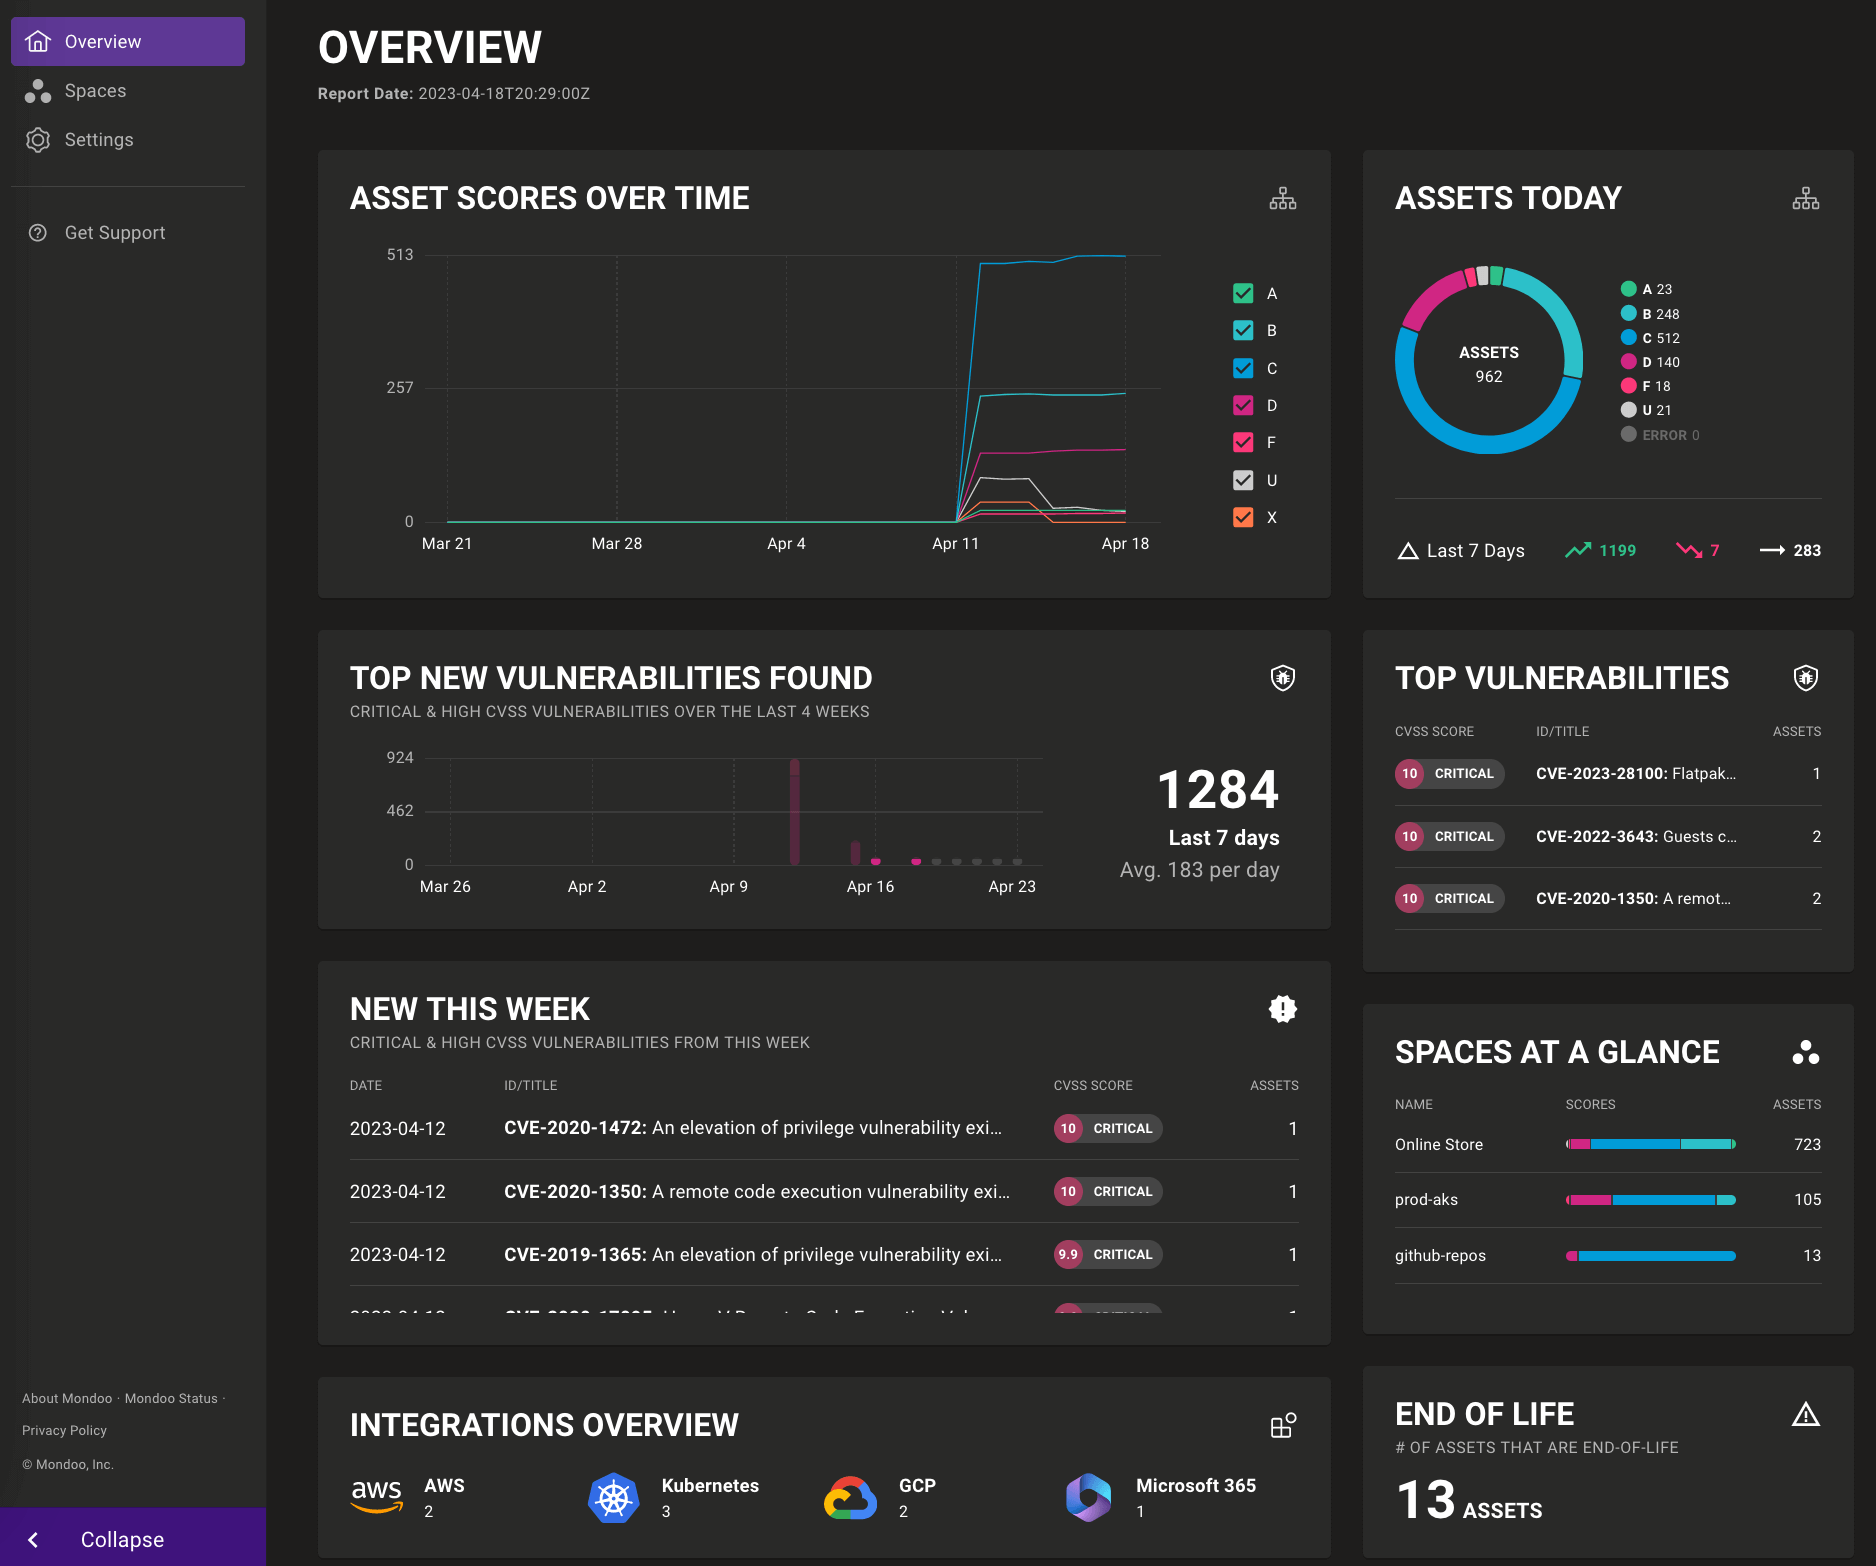 Overview
Spaces
Settings
Get Support
About Mondoo · Mondoo Status ·
Privacy Policy
© Mondoo, Inc.
Collapse
OVERVIEW
Report Date: 2023-04-18T20:29:00Z
ASSET SCORES OVER TIME
513
257
0
Mar 21
Mar 28
Apr 4
Apr 11
Apr 18
A
B
C
D
F
U
X
ASSETS TODAY
ASSETS
962
A 23
B 248
C 512
D 140
F 18
U 21
ERROR 0
Last 7 Days
1199
7
283
TOP NEW VULNERABILITIES FOUND
CRITICAL & HIGH CVSS VULNERABILITIES OVER THE LAST 4 WEEKS
924
462
0
Mar 26
Apr 2
Apr 9
Apr 16
Apr 23
1284
Last 7 days
Avg. 183 per day
TOP VULNERABILITIES
CVSS SCORE ID/TITLE ASSETS
10 CRITICAL CVE-2023-28100: Flatpak... 1
10 CRITICAL CVE-2022-3643: Guests c... 2
10 CRITICAL CVE-2020-1350: A remot... 2
NEW THIS WEEK
CRITICAL & HIGH CVSS VULNERABILITIES FROM THIS WEEK
DATE ID/TITLE CVSS SCORE ASSETS
2023-04-12 CVE-2020-1472: An elevation of privilege vulnerability exi... 10 CRITICAL 1
2023-04-12 CVE-2020-1350: A remote code execution vulnerability exi... 10 CRITICAL 1
2023-04-12 CVE-2019-1365: An elevation of privilege vulnerability exi... 9.9 CRITICAL 1
SPACES AT A GLANCE
NAME SCORES ASSETS
Online Store 723
prod-aks 105
github-repos 13
INTEGRATIONS OVERVIEW
aws
AWS
2
Kubernetes
3
GCP
2
Microsoft 365
1
END OF LIFE
# OF ASSETS THAT ARE END-OF-LIFE
13 ASSETS